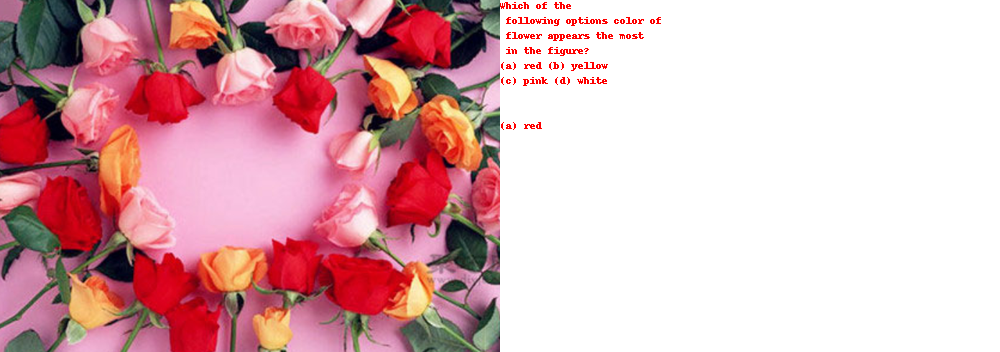 Which of the
following options color of
flower appears the most
in the figure?
(a) red (b) yellow
(c) pink (d) white
(a) red